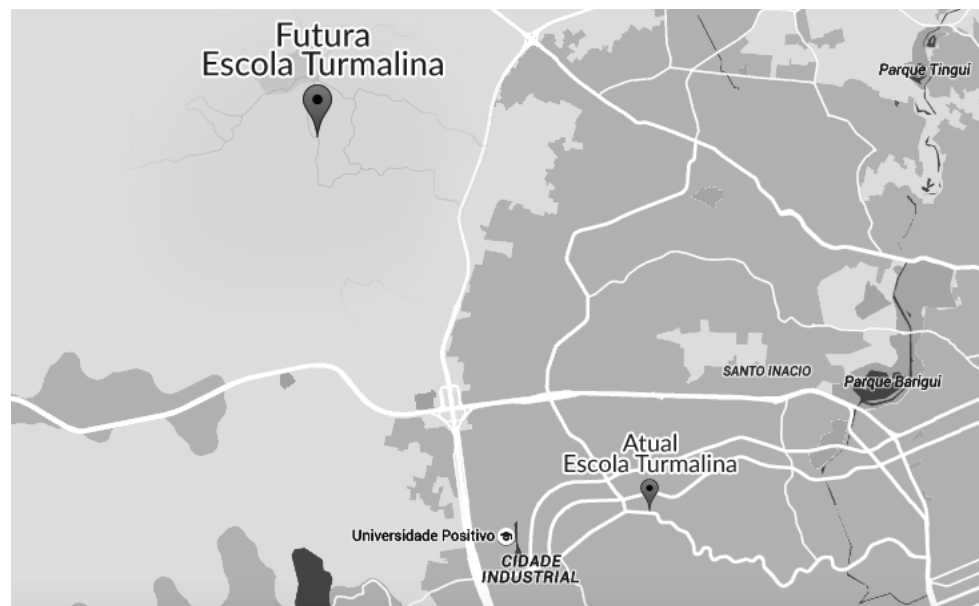 Futura
Escola Turmalina
Parque Tingui
SANTO INACIO
Parque Barigui
Atual
Escola Turmalina
Universidade Positivo
CIDADE
INDUSTRIAL